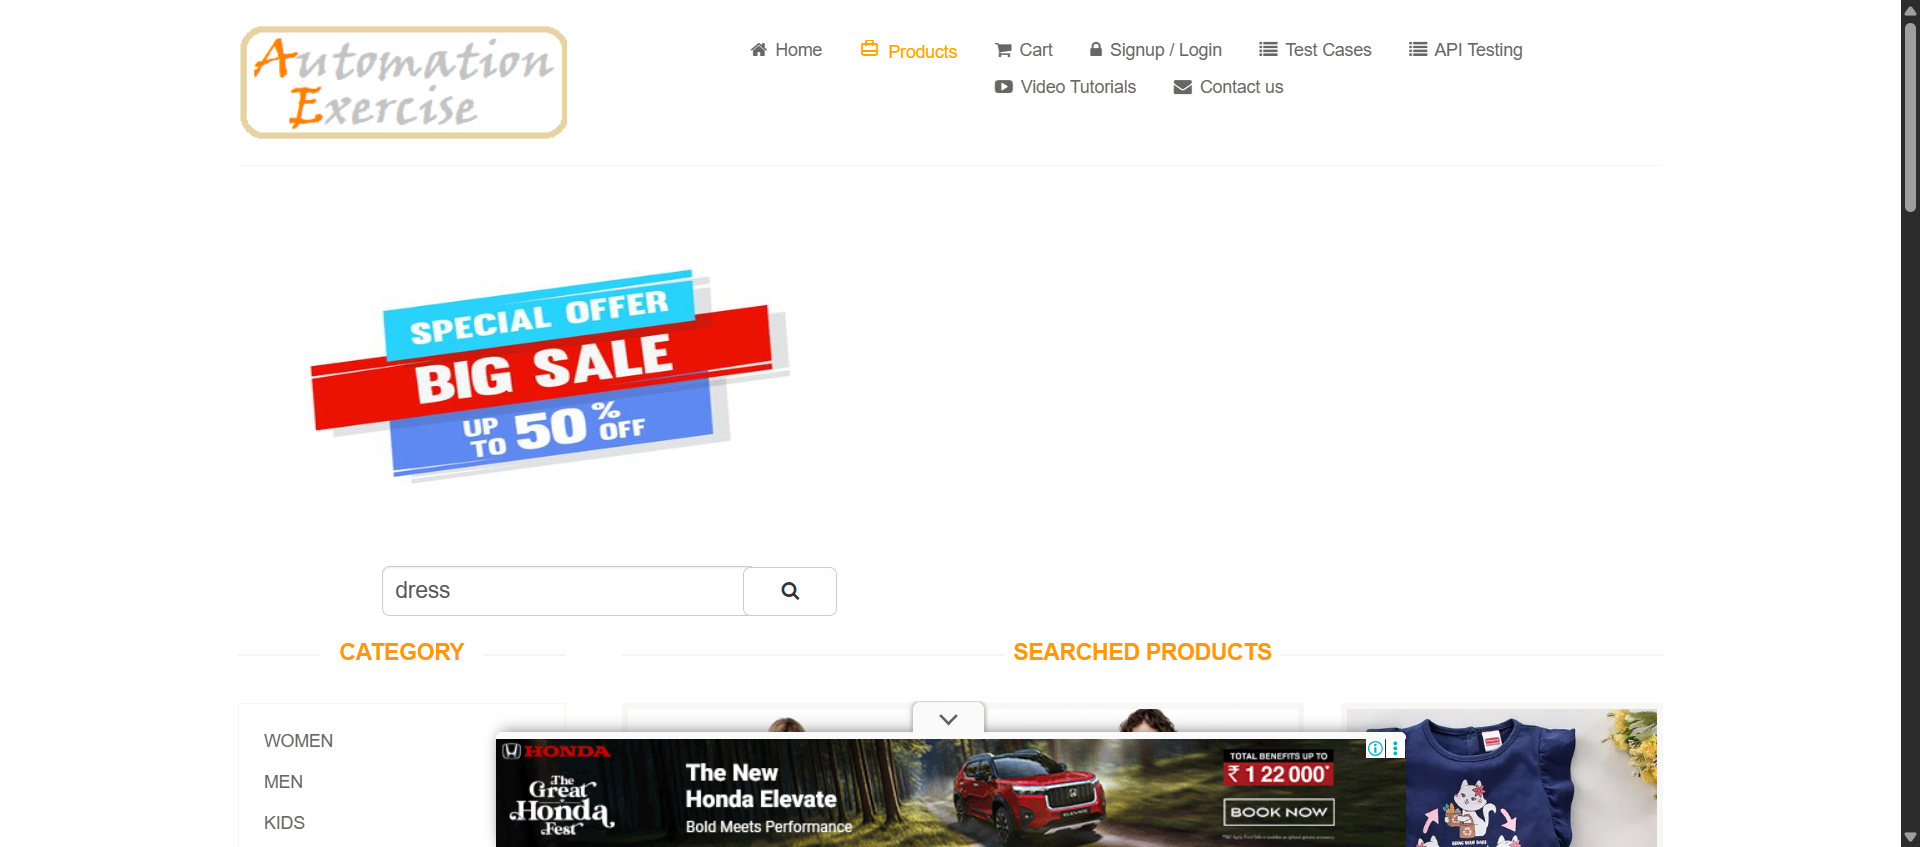 Automation
Exercise
Home
Products
Cart
Signup / Login
Test Cases
API Testing
Video Tutorials
Contact us
SPECIAL OFFER
BIG SALE
UP TO 50% OFF
dress
CATEGORY
SEARCHED PRODUCTS
WOMEN
MEN
KIDS
HONDA
The
Great
Honda
Fest
The New
Honda Elevate
Bold Meets Performance
TOTAL BENEFITS UP TO
₹ 1 22 000*
BOOK NOW